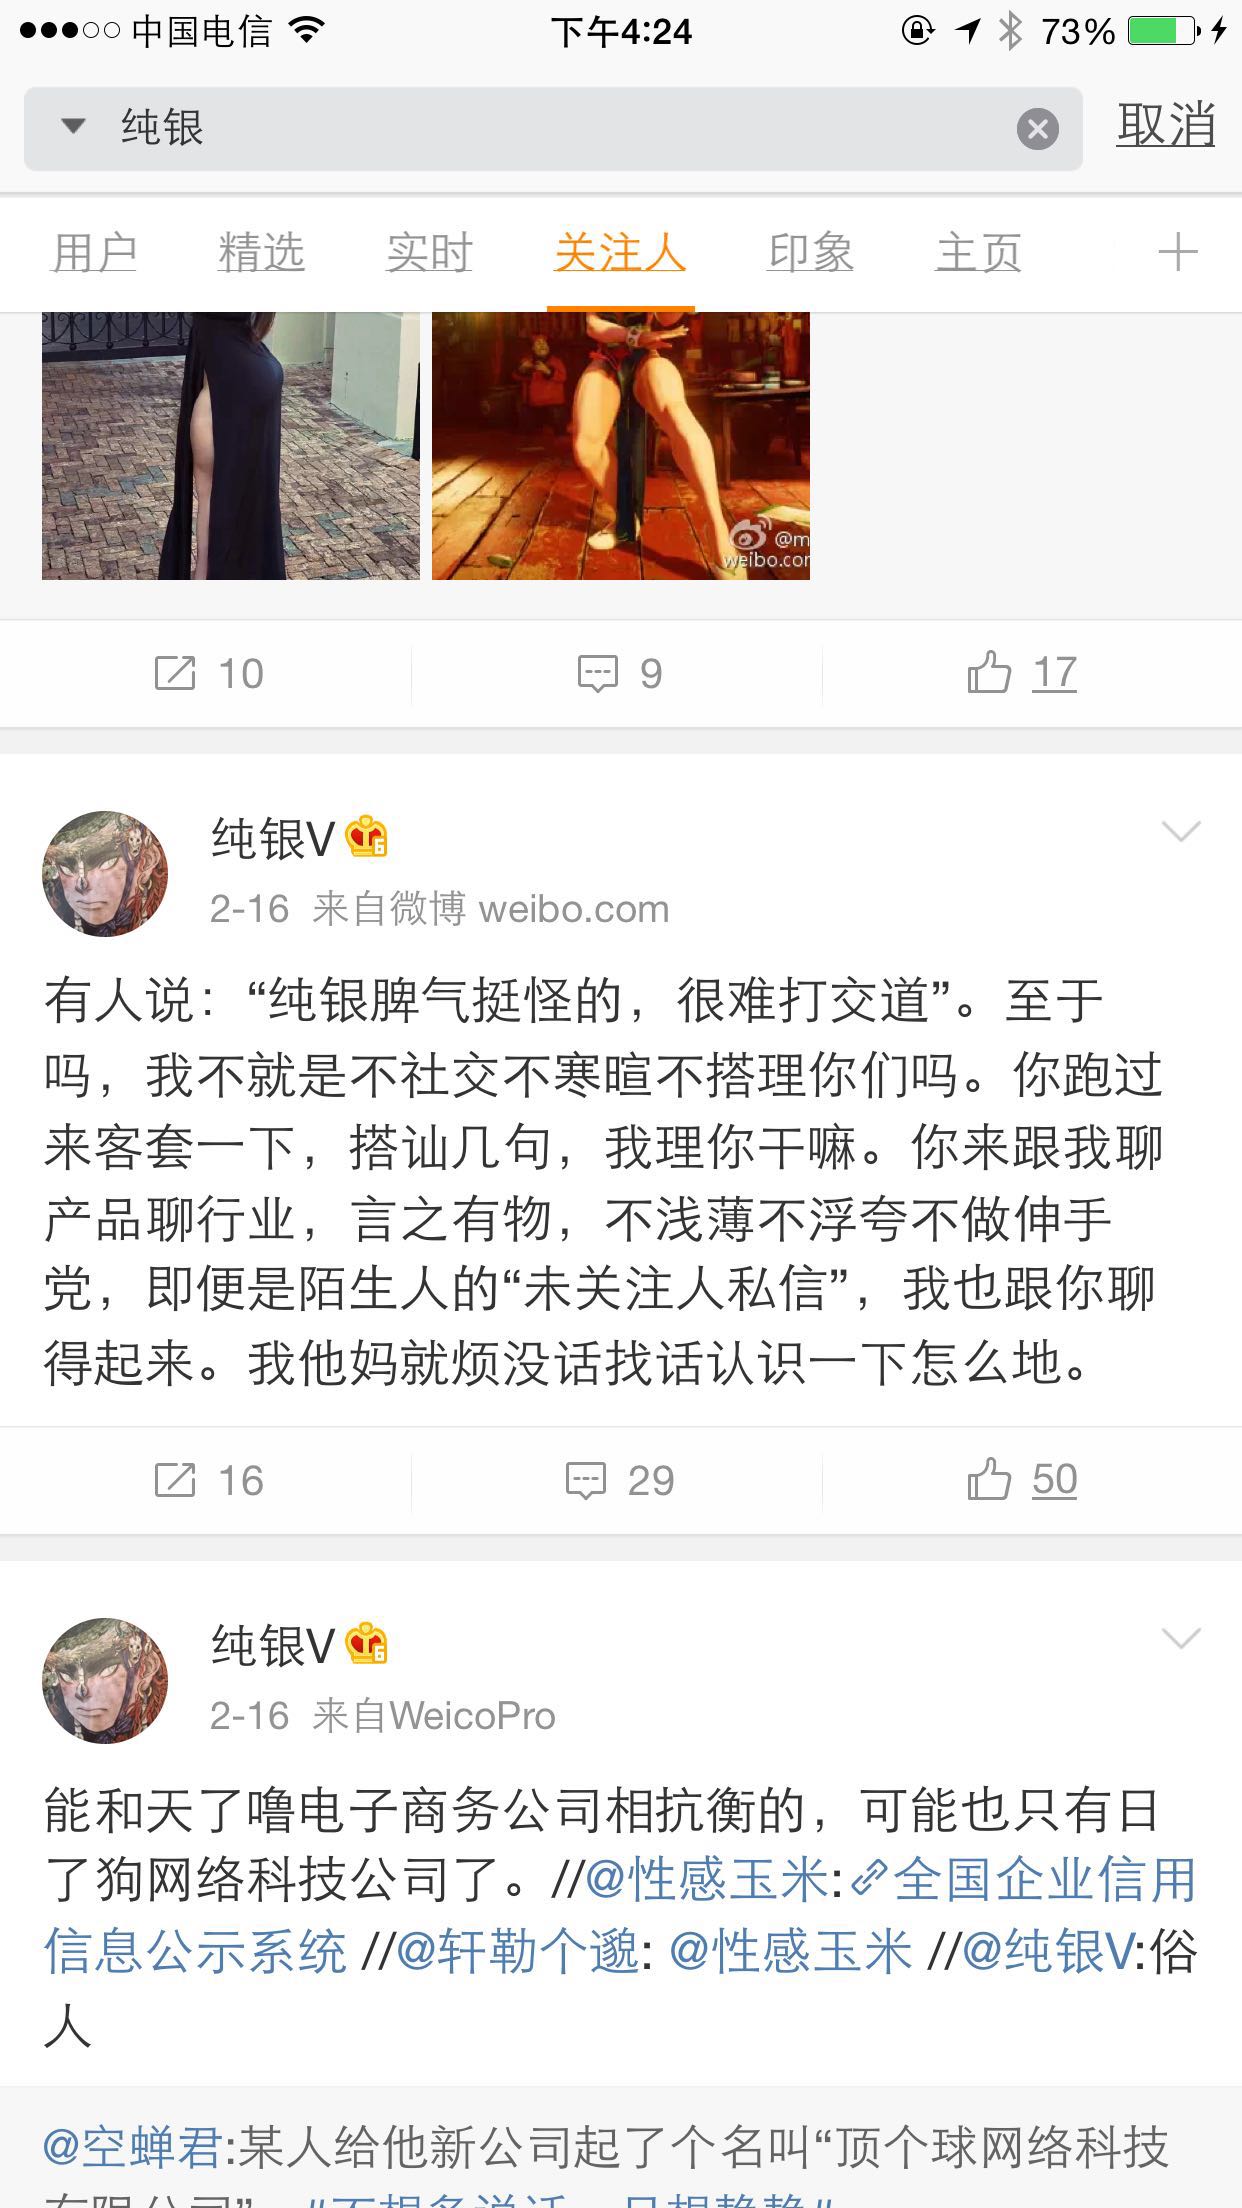 中国电信 下午4:24 73%
纯银 取消
用户 精选 实时 关注人 印象 主页
@m
weibo.com
10 9 17
纯银V
2-16 来自微博 weibo.com
有人说：“纯银脾气挺怪的，很难打交道”。至于
吗，我不就是不社交不寒暄不搭理你们吗。你跑过
来客套一下，搭讪几句，我理你干嘛。你来跟我聊
产品聊行业，言之有物，不浅薄不浮夸不做伸手
党，即便是陌生人的“未关注人私信”，我也跟你聊
得起来。我他妈就烦没话找话认识一下怎么地。
16 29 50
纯银V
2-16 来自WeicoPro
能和天了噜电子商务公司相抗衡的，可能也只有日
了狗网络科技公司了。//@性感玉米:全国企业信用
信息公示系统 //@轩勒个邈: @性感玉米 //@纯银V:俗
人
@空蝉君:某人给他新公司起了个名叫“顶个球网络科技
有限公司”。#不想多说话，只想静静#